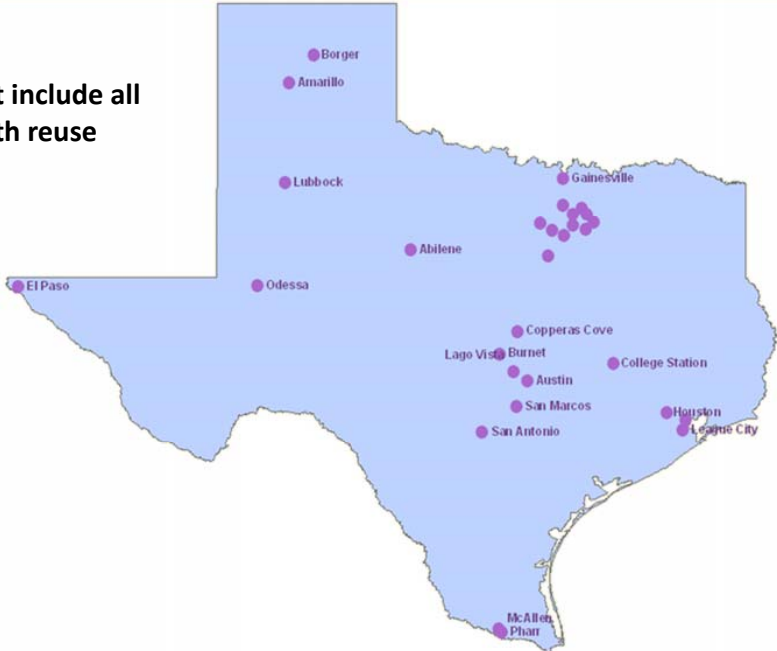 t include all
th reuse
Borger
Amarillo
Lubbock
Gainesville
Abilene
El Paso
Odessa
Copperas Cove
Lago Vista Burnet
College Station
Austin
San Marcos
Houston
San Antonio
League City
McAllen
Pharr